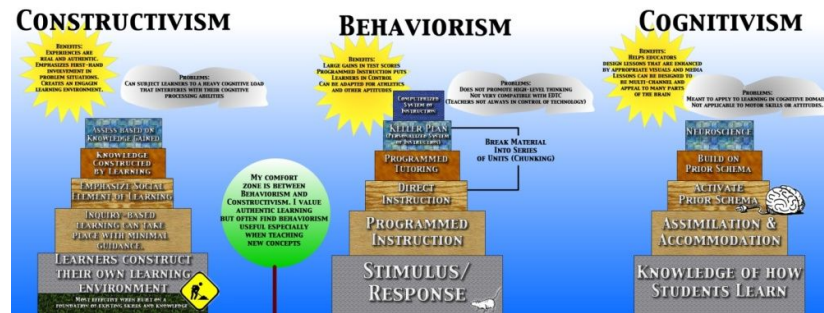 Constructivism
Benefits:
Experiences are
real and authentic.
Emphasizes first-hand
involvement in
problem situations.
Creates an engagin
learning environment.
Problems:
Can subject learners to a heavy cognitive load
that interferes with their cognitive
processing abilities
Assess based on
Knowledge Gained
Knowledge
Constructed
by Learning
Emphasize Social
Element of Learning
Inquiry-based
learning can take
place with minimal
guidance.
Learners construct
their own learning
environment
Most effective when built on a
foundation of existing skills and knowledge
My comfort
zone is between
Behaviorism and
Constructivism. I value
authentic learning
but often find behaviorism
useful especially
when teaching
new concepts
Behaviorism
Benefits:
Large gains in test scores
Programmed Instruction puts
Learners in Control
Can be adapted for athletics
and other aptitudes.
Problems:
Does not promote high-level thinking
Not very compatible with EDTC
(Teachers not always in control of technology)
Computerized
System of
Instruction
Keller Plan
(Personalized System
of Instruction)
Programmed
Tutoring
Direct
Instruction
Break Material
Into Series
of Units (Chunking)
Programmed
Instruction
Stimulus/
Response
Cognitivism
Benefits:
Helps educators
design lessons that are enhanced
by appropriate visuals and media
Lessons can be designed to
be multi-channel and
appeal to many parts
of the brain
Problems:
Meant to apply to learning in cognitive domain
Not applicable to motor skills or attitudes.
Neuroscience
Build on
Prior Schema
Activate
Prior Schema
Assimilation &
Accommodation
Knowledge of how
Students Learn